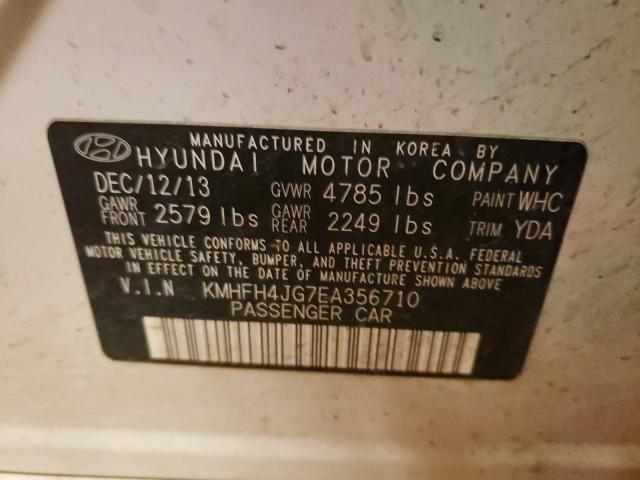 MANUFACTURED IN KOREA BY
HYUNDAI MOTOR COMPANY
DEC/12/13 GVWR 4785 lbs PAINT WHC
GAWR FRONT 2579 lbs GAWR REAR 2249 lbs TRIM YDA
THIS VEHICLE CONFORMS TO ALL APPLICABLE U.S.A. FEDERAL
MOTOR VEHICLE SAFETY, BUMPER, AND THEFT PREVENTION STANDARDS
IN EFFECT ON THE DATE OF MANUFACTURE SHOWN ABOVE
V.I.N KMHFH4JG7EA356710
PASSENGER CAR